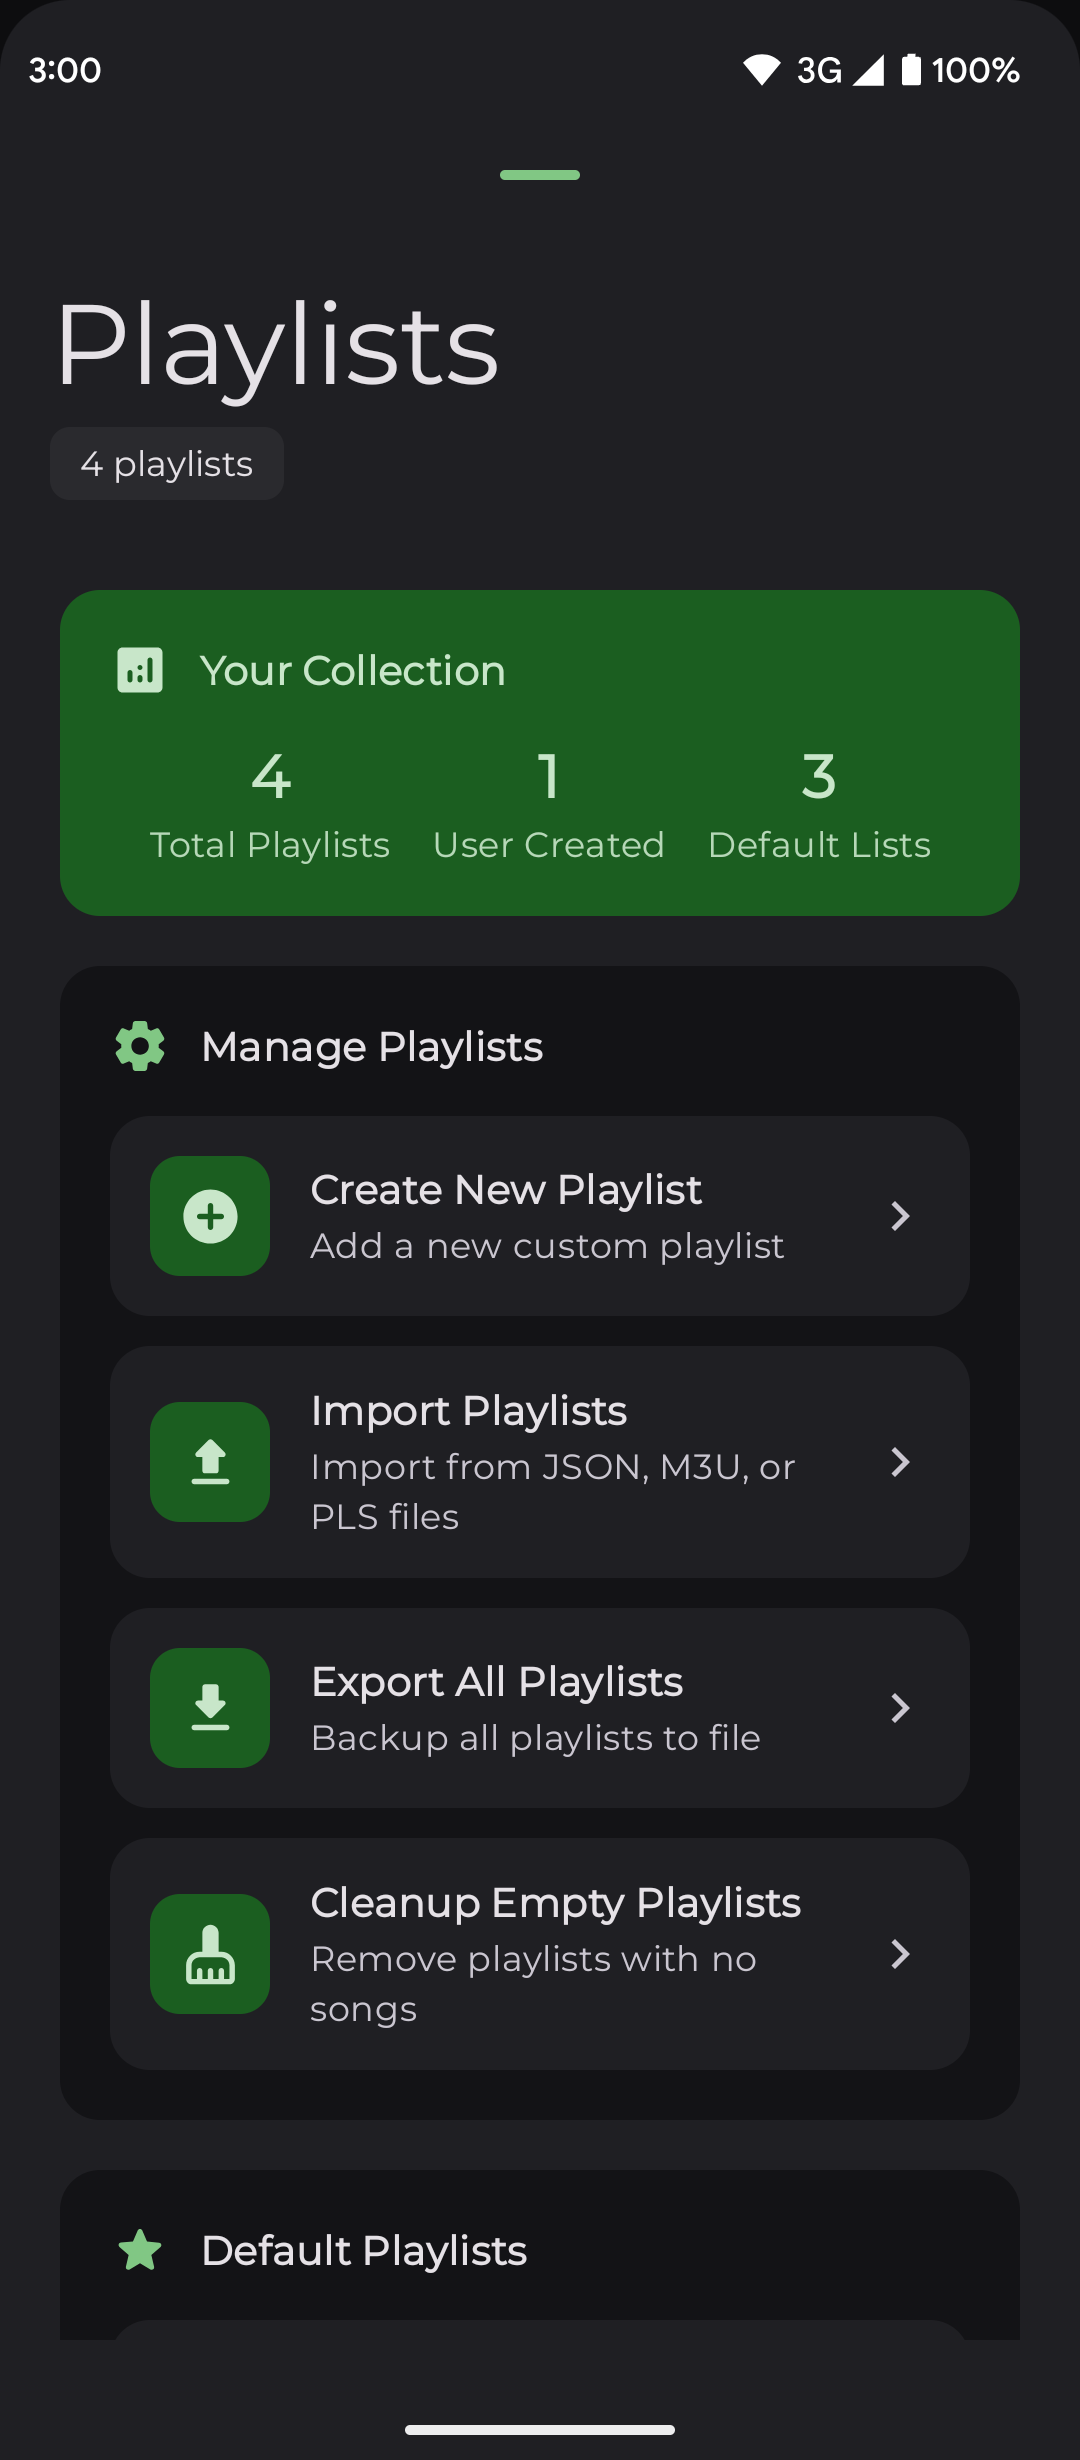 3:00
3G 100%
Playlists
4 playlists
Your Collection
4 1 3
Total Playlists User Created Default Lists
Manage Playlists
Create New Playlist
Add a new custom playlist
Import Playlists
Import from JSON, M3U, or
PLS files
Export All Playlists
Backup all playlists to file
Cleanup Empty Playlists
Remove playlists with no
songs
Default Playlists